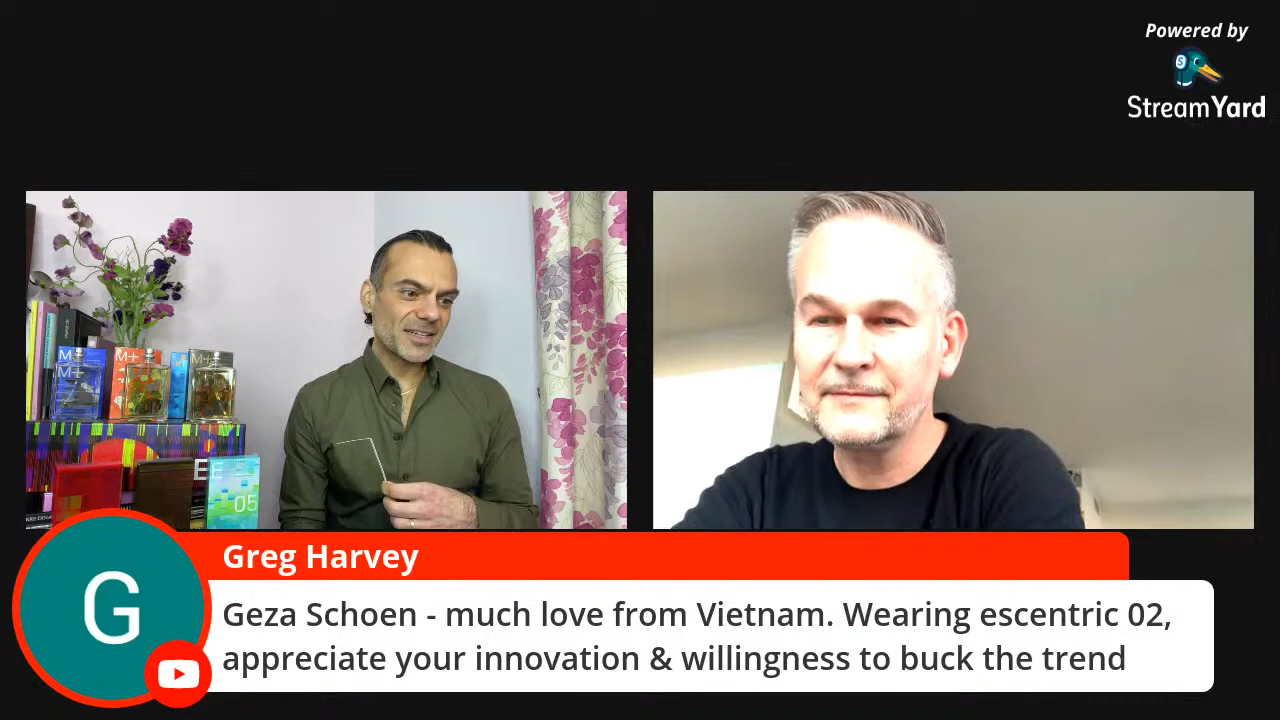 Powered by
S
StreamYard
M+
M+
M+
M+
E
05
G
Greg Harvey
Geza Schoen - much love from Vietnam. Wearing escentric 02,
appreciate your innovation & willingness to buck the trend